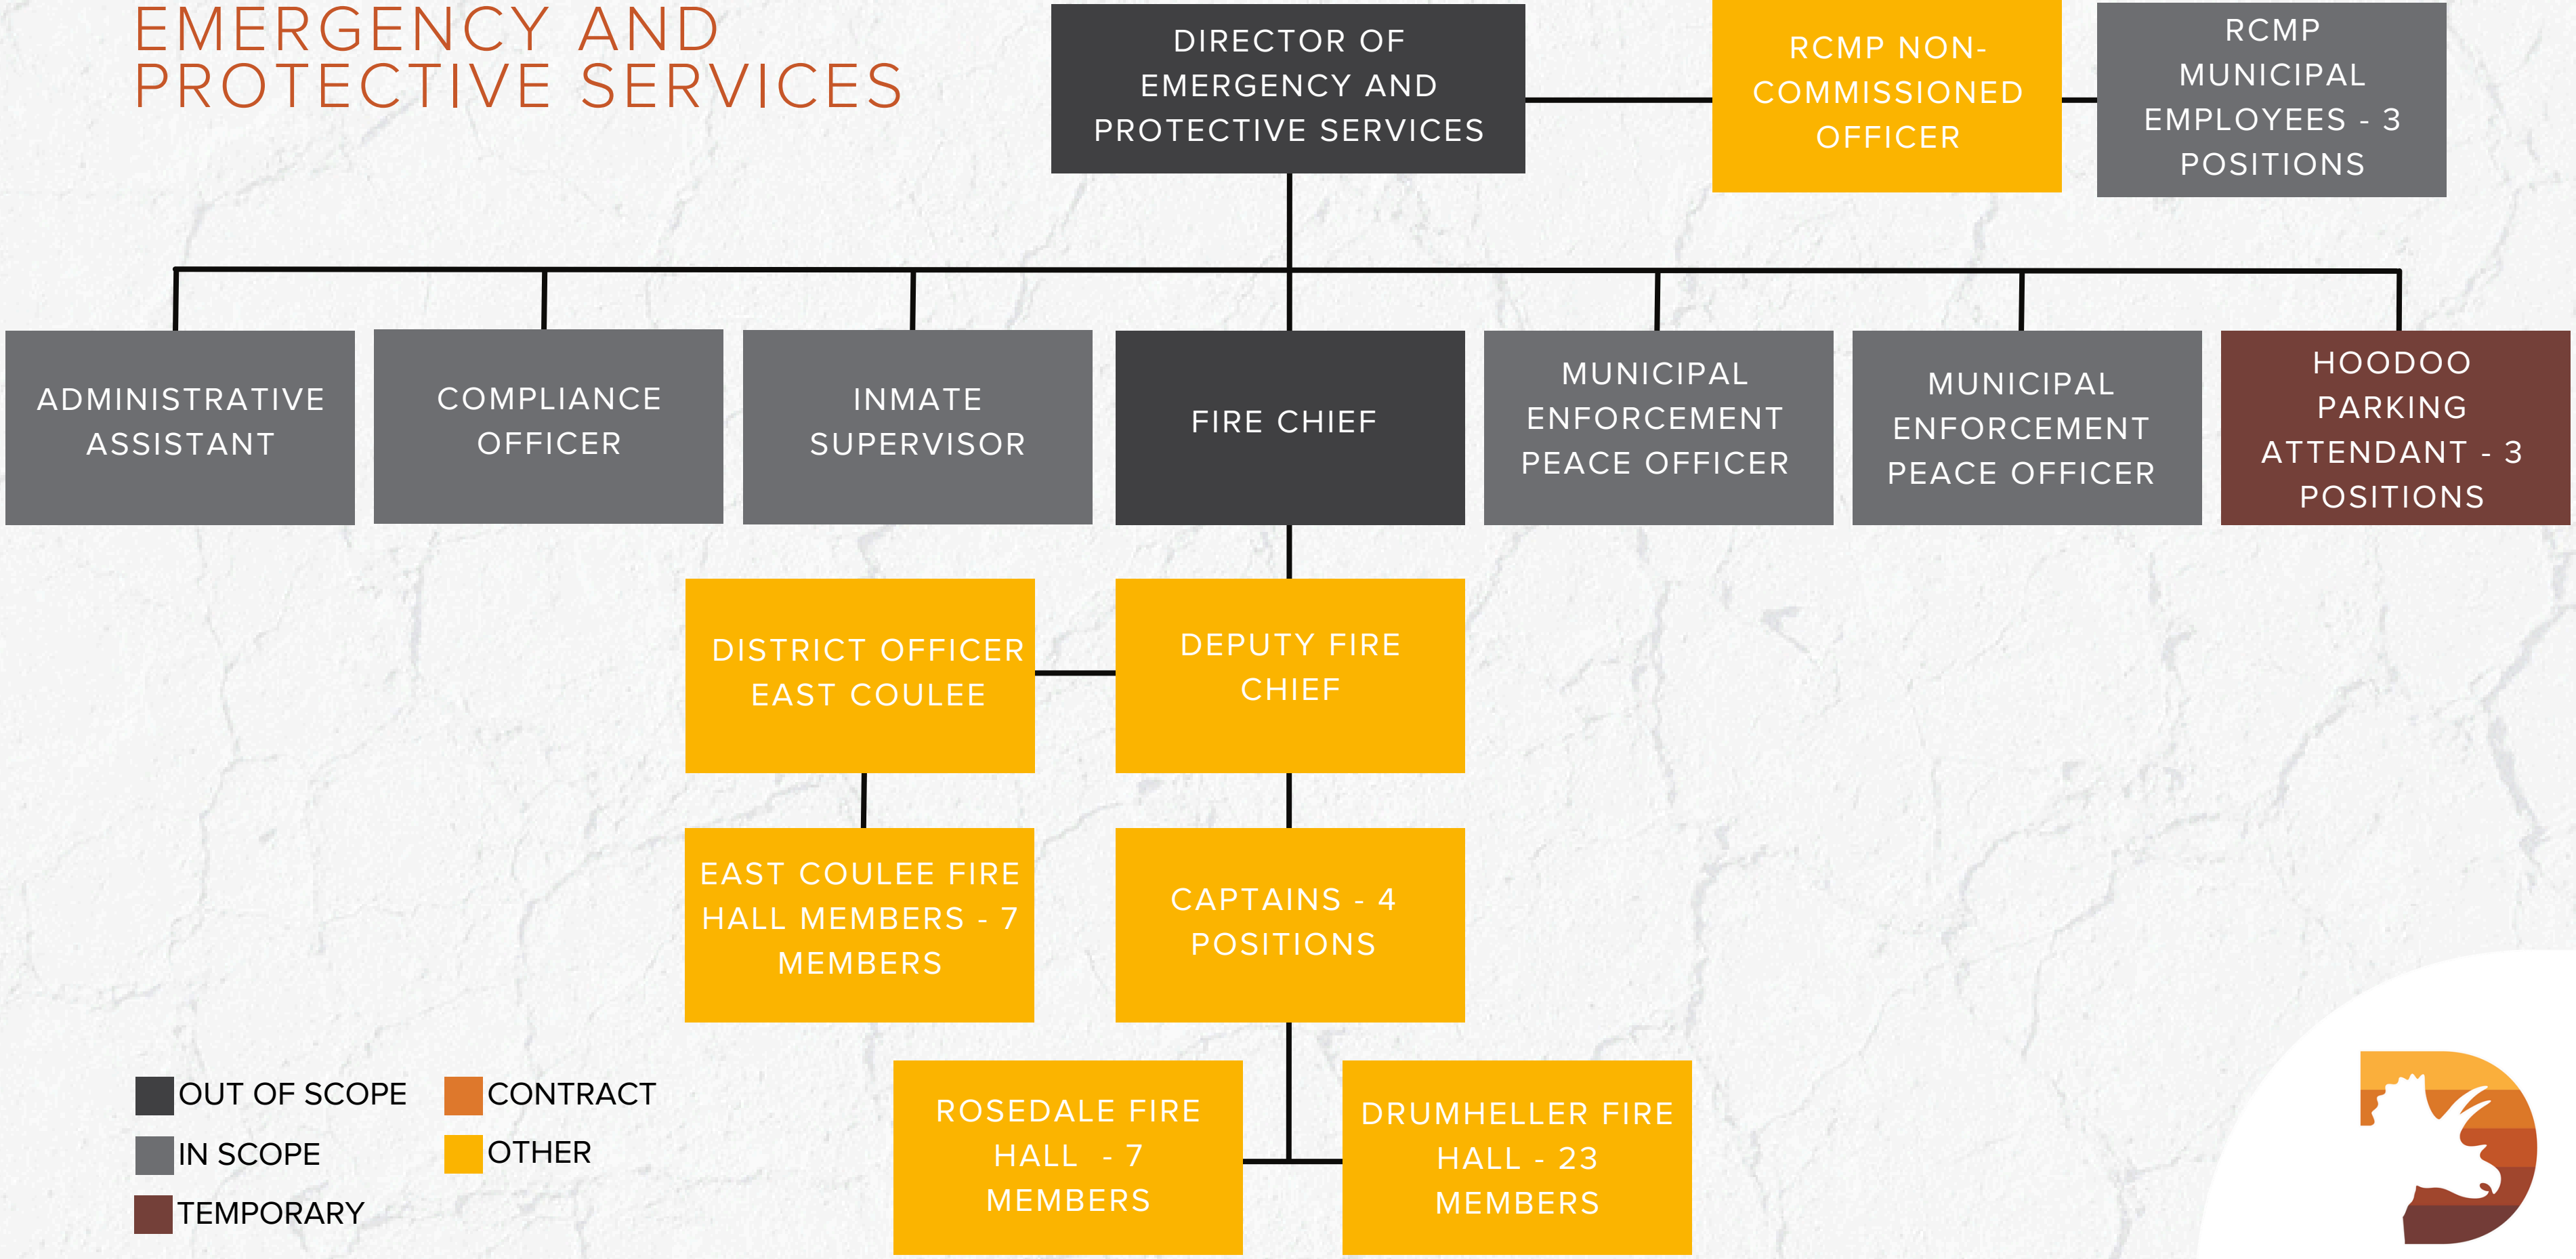 EMERGENCY AND
PROTECTIVE SERVICES
DIRECTOR OF
EMERGENCY AND
PROTECTIVE SERVICES
RCMP NON-
COMMISSIONED
OFFICER
RCMP
MUNICIPAL
EMPLOYEES - 3
POSITIONS
ADMINISTRATIVE
ASSISTANT
COMPLIANCE
OFFICER
INMATE
SUPERVISOR
FIRE CHIEF
MUNICIPAL
ENFORCEMENT
PEACE OFFICER
MUNICIPAL
ENFORCEMENT
PEACE OFFICER
HOODOO
PARKING
ATTENDANT - 3
POSITIONS
DISTRICT OFFICER
EAST COULEE
DEPUTY FIRE
CHIEF
EAST COULEE FIRE
HALL MEMBERS - 7
MEMBERS
CAPTAINS - 4
POSITIONS
ROSEDALE FIRE
HALL - 7
MEMBERS
DRUMHELLER FIRE
HALL - 23
MEMBERS
OUT OF SCOPE
IN SCOPE
TEMPORARY
CONTRACT
OTHER